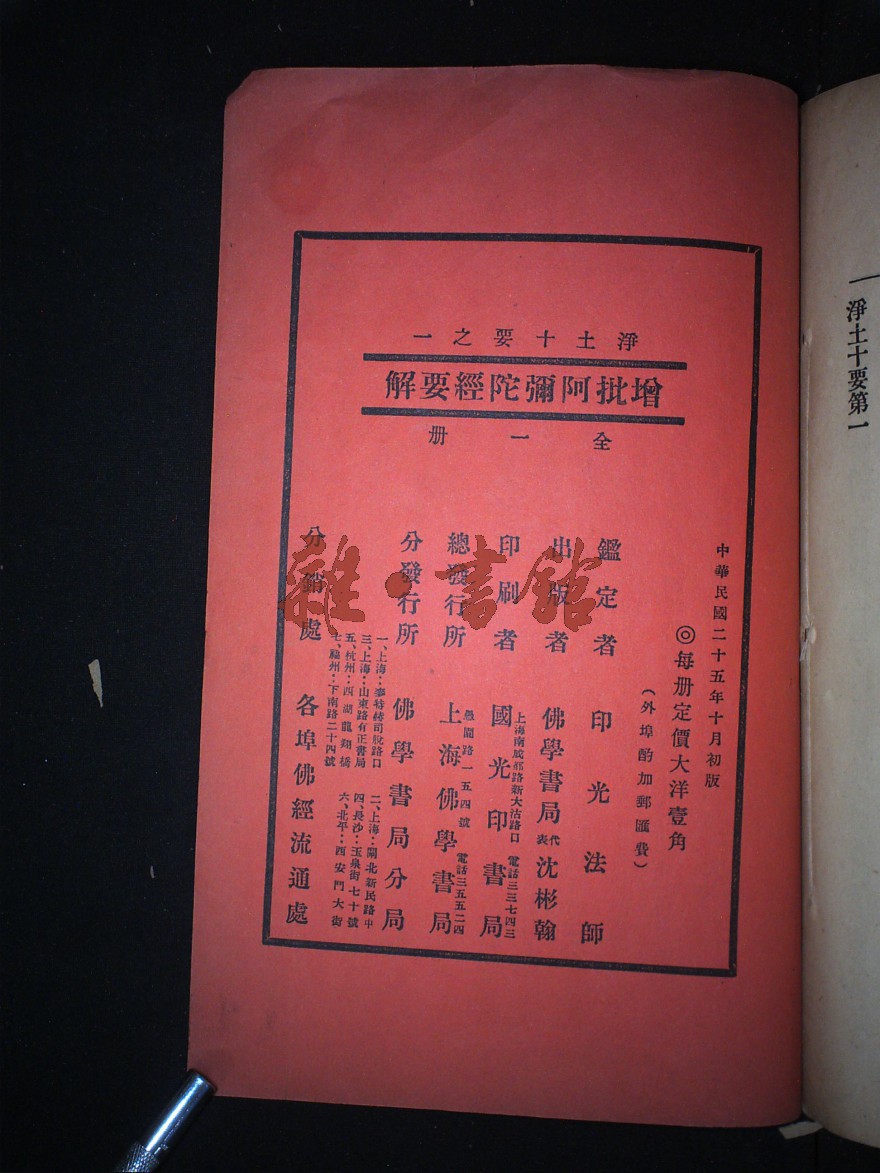 淨土十要之一
增批阿彌陀經要解
全一册
中華民國二十五年十月初版
◎每册定價大洋壹角
（外埠酌加郵匯費）
鑑定者 印光法師
出版者 佛學書局代表沈彬翰
上海南成都路新大沽路口 電話三三七四三
印刷者 國光印書局
愚園路一五四號 電話三五五二四
總發行所 上海佛學書局
分發行所 佛學書局分局
一、上海：麥特赫司脫路口
二、上海：閘北新民路中
三、上海：山東路有正書局
四、長沙：玉泉街七十號
五、杭州：西湖龍翔橋
六、北平：西安門大街
七、福州：下南路二十四號
分銷處 各埠佛經流通處
雜·書館
淨土十要第一